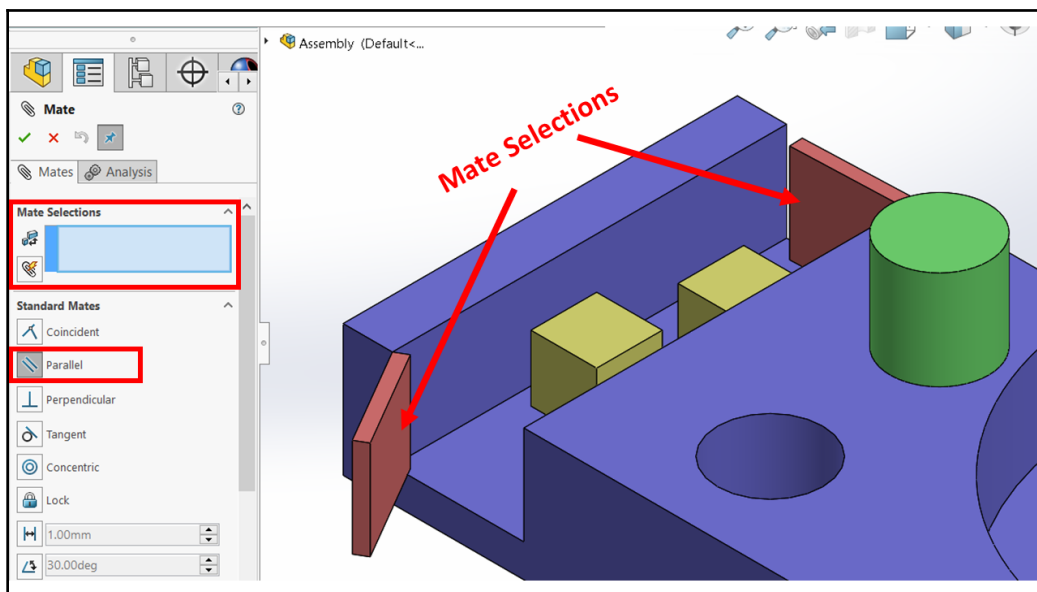 Assembly (Default<...
Mate
Mates
Analysis
Mate Selections
Standard Mates
Coincident
Parallel
Perpendicular
Tangent
Concentric
Lock
1.00mm
30.00deg
Mate Selections